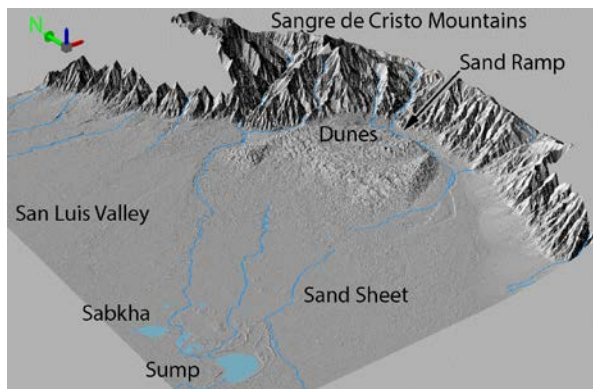 Sangre de Cristo Mountains
N
Sand Ramp
Dunes
San Luis Valley
Sand Sheet
Sabkha
Sump